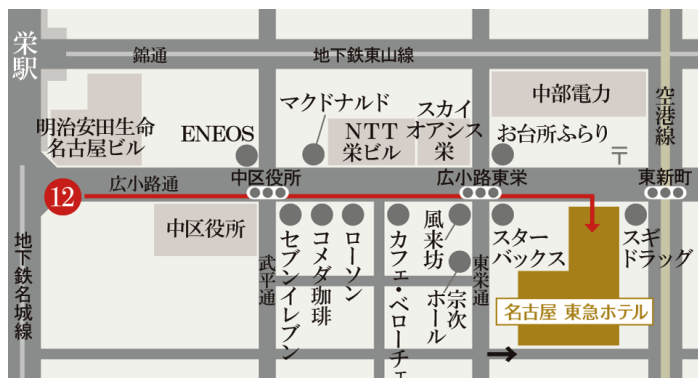 栄駅
錦通
地下鉄東山線
明治安田生命
名古屋ビル
ENEOS
マクドナルド
NTT
栄ビル
スカイ
オアシス
栄
中部電力
お台所ふらり
〒
空港線
12
広小路通
中区役所
広小路東栄
東新町
地下鉄名城線
中区役所
武平通
セブンイレブン
コメダ珈琲
ローソン
カフェ・ベローチェ
風来坊
宗次
ホール
東栄通
スター
バックス
スギ
ドラッグ
名古屋 東急ホテル